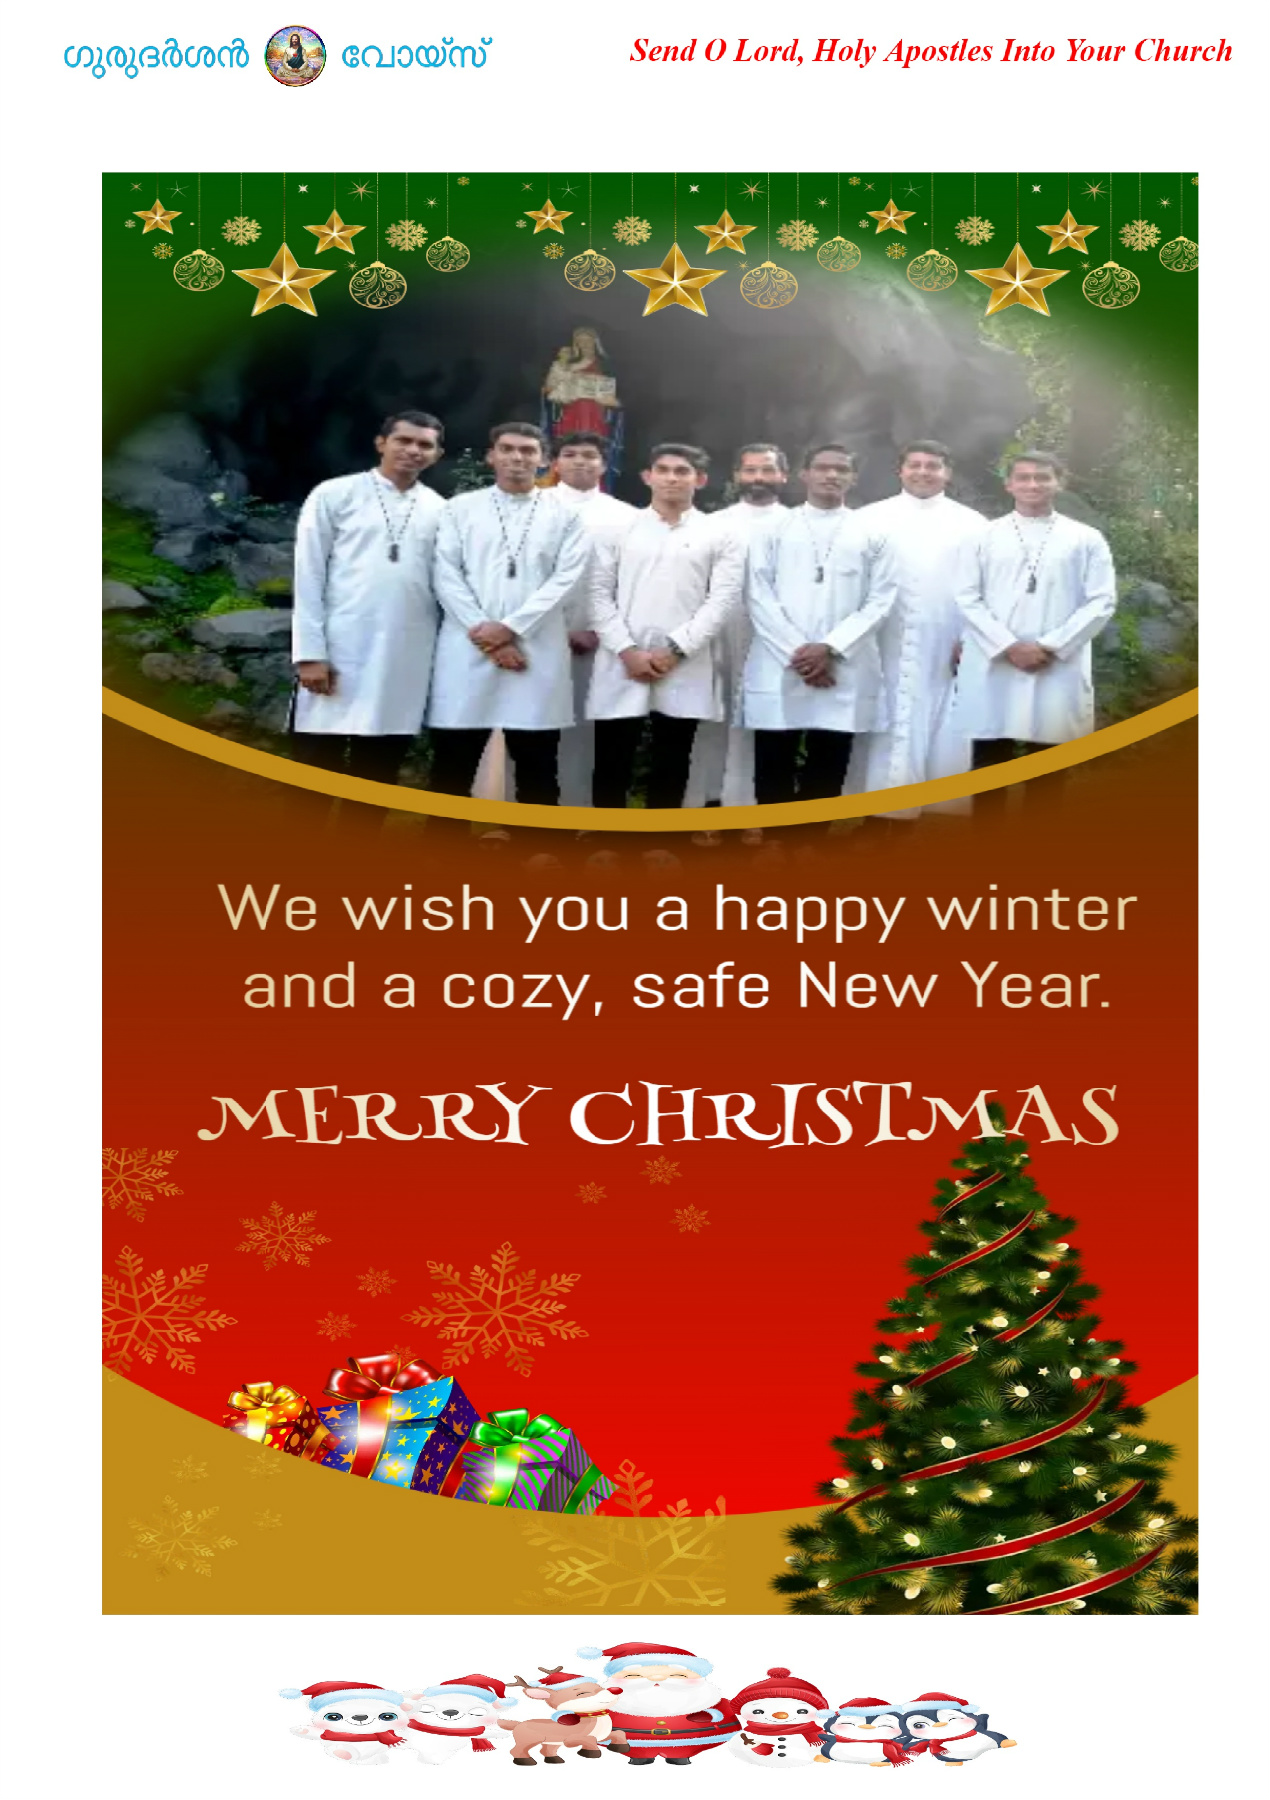 ഗുരുദർശൻ വോയ്സ്
Send O Lord, Holy Apostles Into Your Church
We wish you a happy winter
and a cozy, safe New Year.
MERRY CHRISTMAS